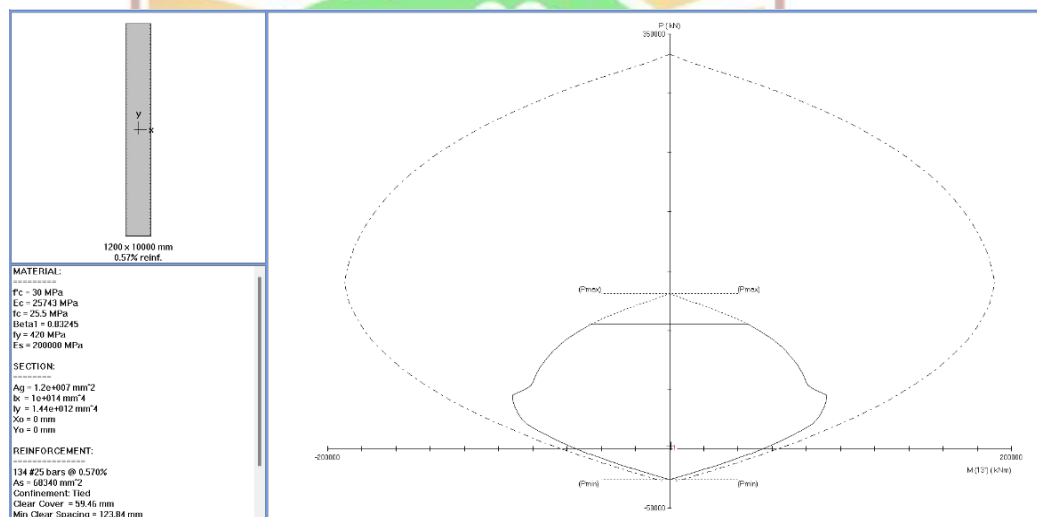 y
x
1200 x 10000 mm
0.57% reinf.
MATERIAL:
=========
f'c = 30 MPa
Ec = 25743 MPa
fc = 25.5 MPa
Beta1 = 0.83245
fy = 420 MPa
Es = 200000 MPa
SECTION:
========
Ag = 1.2e+007 mm^2
Ix = 1e+014 mm^4
Iy = 1.44e+012 mm^4
Xo = 0 mm
Yo = 0 mm
REINFORCEMENT:
==============
134 #25 bars @ 0.570%
As = 68340 mm^2
Confinement: Tied
Clear Cover = 59.46 mm
Min Clear Spacing = 123.84 mm
P ( kN)
350000
(Pmax) (Pmax)
-200000 200000
M (13°) ( kNm)
(Pmin) (Pmin)
-50000